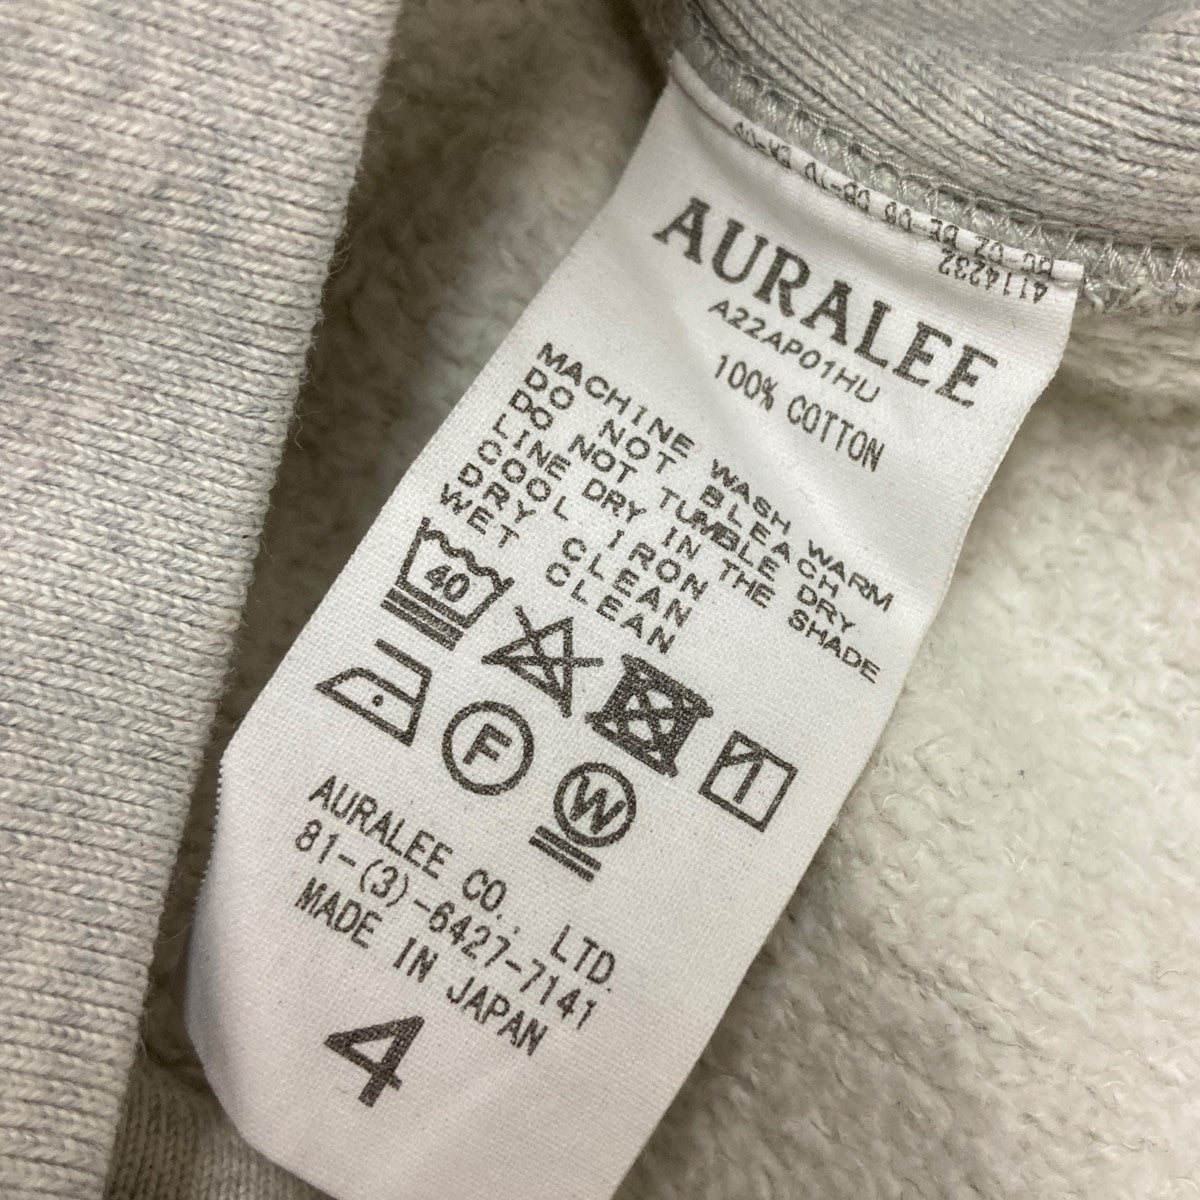 4114232
AURALEE
A22AP01HU
100% COTTON
MACHINE WASH WARM
DO NOT BLEACH
DO NOT TUMBLE DRY
LINE DRY IN THE SHADE
COOL IRON
DRY CLEAN
WET CLEAN
40
F
W
AURALEE CO., LTD.
81-(3)-6427-7141
MADE IN JAPAN
4